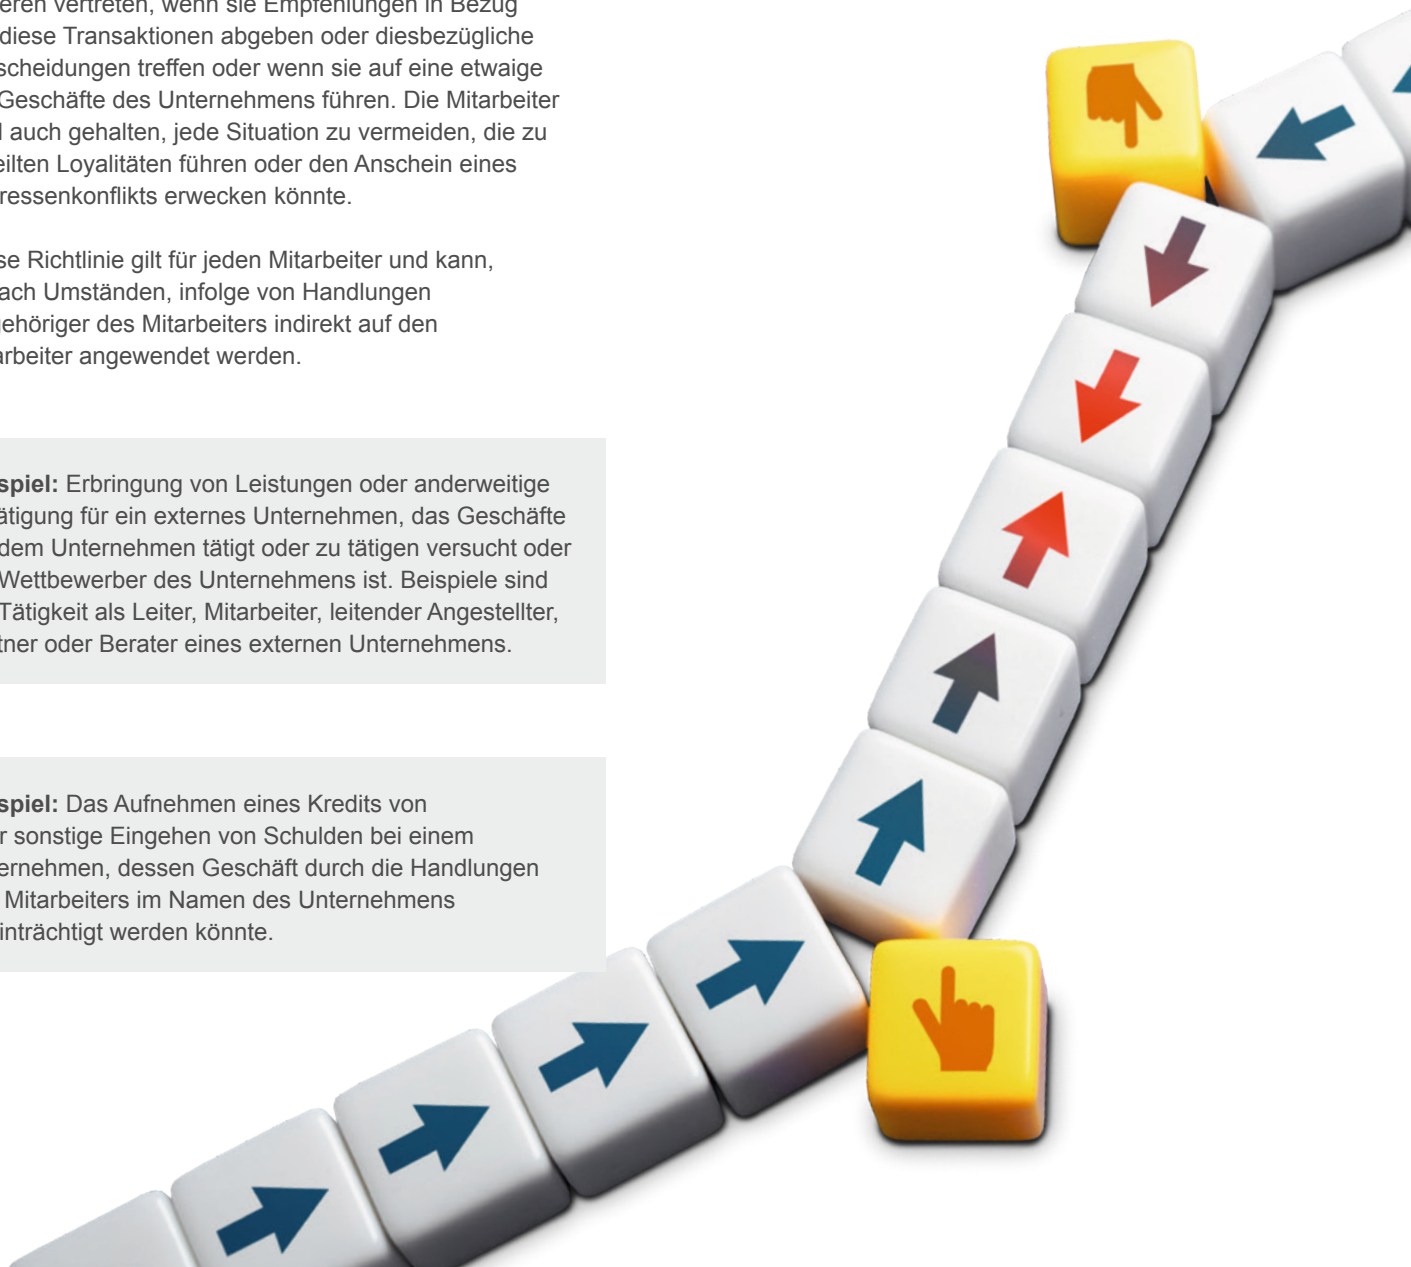 eren vertreten, wenn sie Empfehlungen in Bezug
diese Transaktionen abgeben oder diesbezügliche
scheidungen treffen oder wenn sie auf eine etwaige
Geschäfte des Unternehmens führen. Die Mitarbeiter
auch gehalten, jede Situation zu vermeiden, die zu
eilten Loyalitäten führen oder den Anschein eines
ressenkonflikts erwecken könnte.
se Richtlinie gilt für jeden Mitarbeiter und kann,
ach Umständen, infolge von Handlungen
gehöriger des Mitarbeiters indirekt auf den
arbeiter angewendet werden.
spiel: Erbringung von Leistungen oder anderweitige
ätigung für ein externes Unternehmen, das Geschäfte
dem Unternehmen tätigt oder zu tätigen versucht oder
Wettbewerber des Unternehmens ist. Beispiele sind
Tätigkeit als Leiter, Mitarbeiter, leitender Angestellter,
tner oder Berater eines externen Unternehmens.
spiel: Das Aufnehmen eines Kredits von
r sonstige Eingehen von Schulden bei einem
ernehmen, dessen Geschäft durch die Handlungen
Mitarbeiters im Namen des Unternehmens
inträchtigt werden könnte.